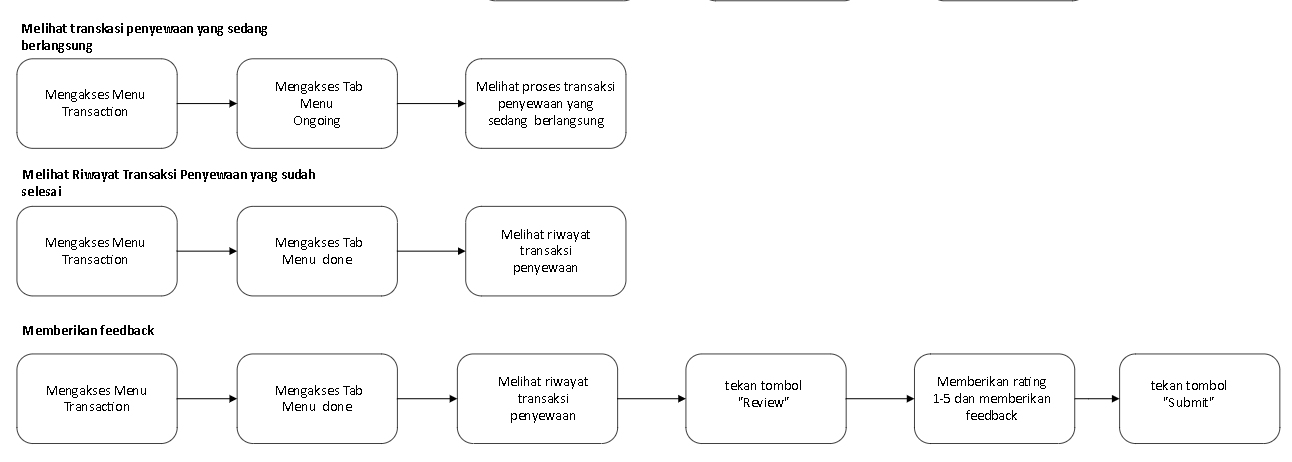 Melihat transkasi penyewaan yang sedang
berlangsung
Mengakses Menu
Transaction
Mengakses Tab
Menu
Ongoing
Melihat proses transaksi
penyewaan yang
sedang berlangsung
Melihat Riwayat Transaksi Penyewaan yang sudah
selesai
Mengakses Menu
Transaction
Mengakses Tab
Menu done
Melihat riwayat
transaksi
penyewaan
Memberikan feedback
Mengakses Menu
Transaction
Mengakses Tab
Menu done
Melihat riwayat
transaksi
penyewaan
tekan tombol
"Review"
Memberikan rating
1-5 dan memberikan
feedback
tekan tombol
"Submit"